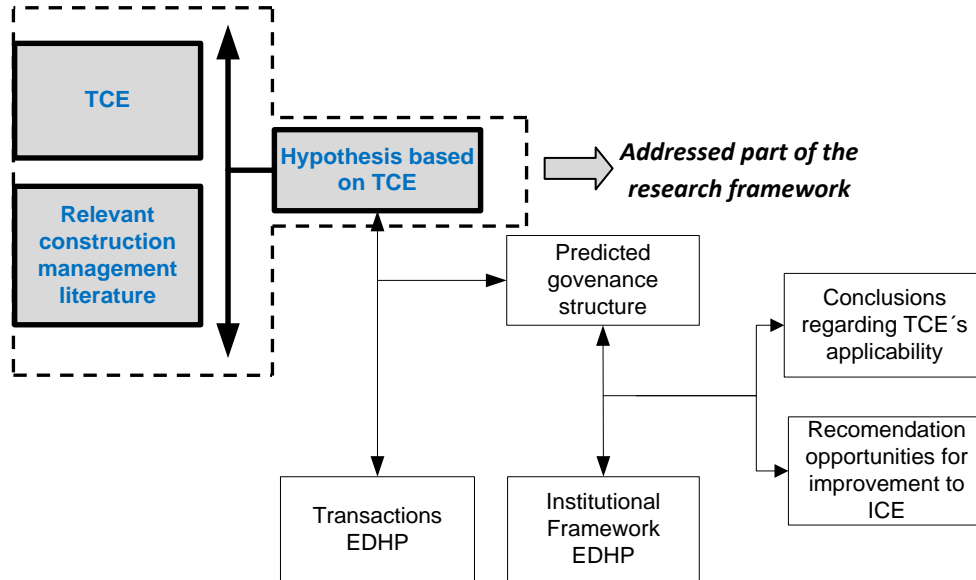 TCE
Relevant
construction
management
literature
Hypothesis based
on TCE
Addressed part of the
research framework
Predicted
govenance
structure
Conclusions
regarding TCE´s
applicability
Recomendation
opportunities for
improvement to
ICE
Transactions
EDHP
Institutional
Framework
EDHP